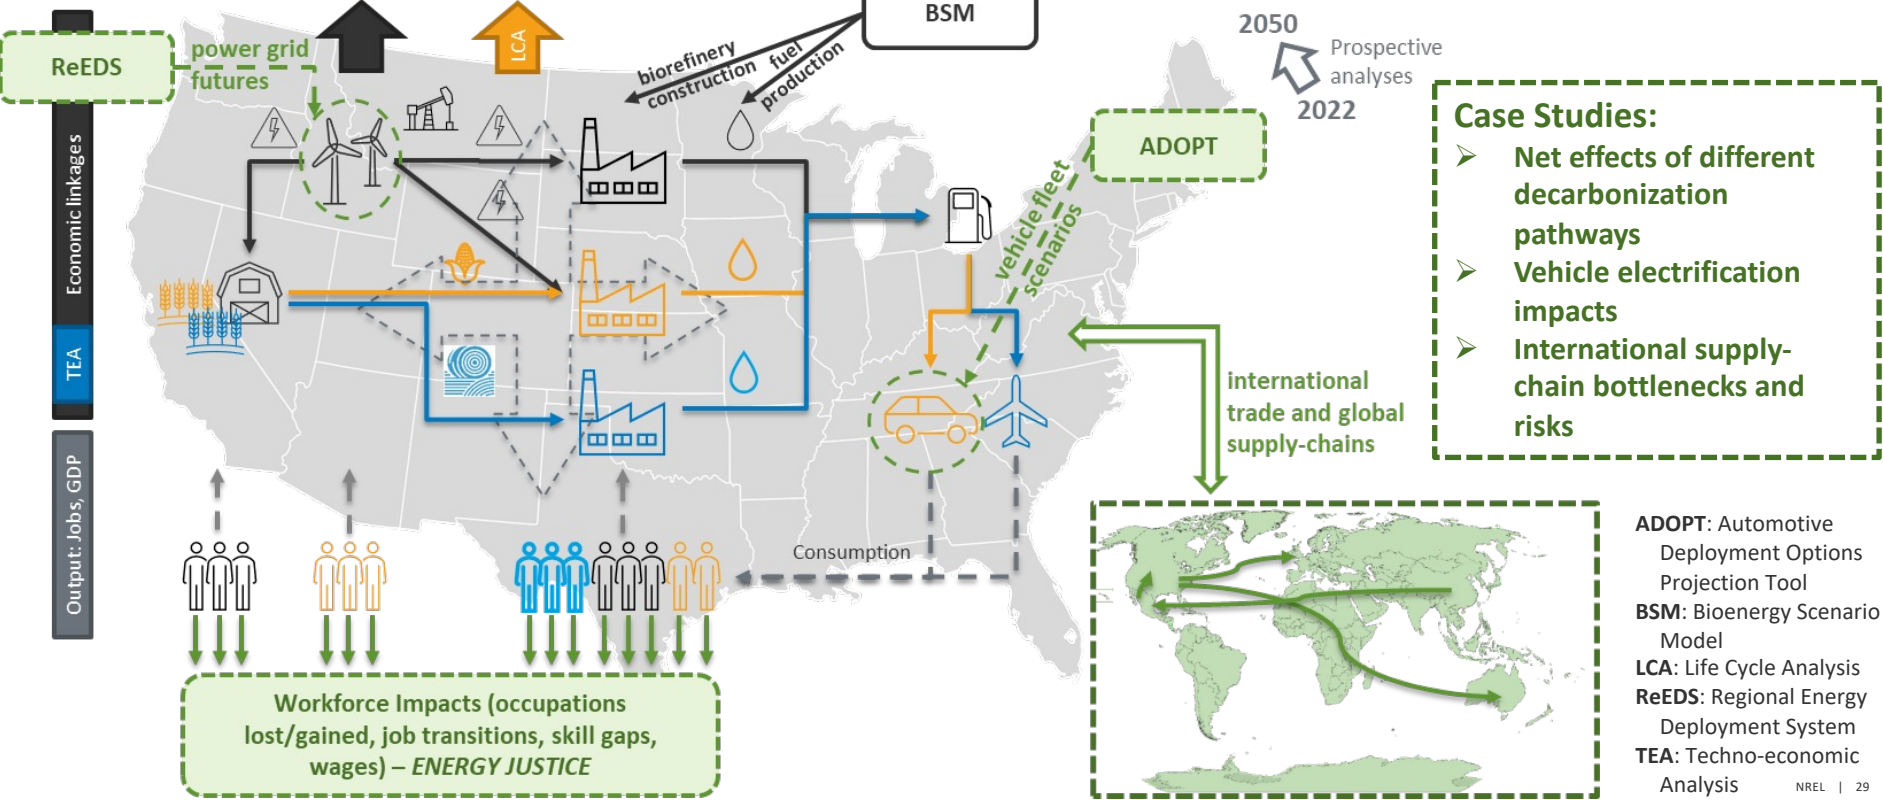 ReEDS
power grid
futures
Economic linkages
TEA
Output: Jobs, GDP
LCA
BSM
biorefinery
construction
fuel
production
2050
Prospective
analyses
2022
ADOPT
vehicle fleet
scenarios
Case Studies:
➢ Net effects of different
decarbonization
pathways
➢ Vehicle electrification
impacts
➢ International supply-
chain bottlenecks and
risks
international
trade and global
supply-chains
Consumption
Workforce Impacts (occupations
lost/gained, job transitions, skill gaps,
wages) – ENERGY JUSTICE
ADOPT: Automotive
Deployment Options
Projection Tool
BSM: Bioenergy Scenario
Model
LCA: Life Cycle Analysis
ReEDS: Regional Energy
Deployment System
TEA: Techno-economic
Analysis
NREL | 29